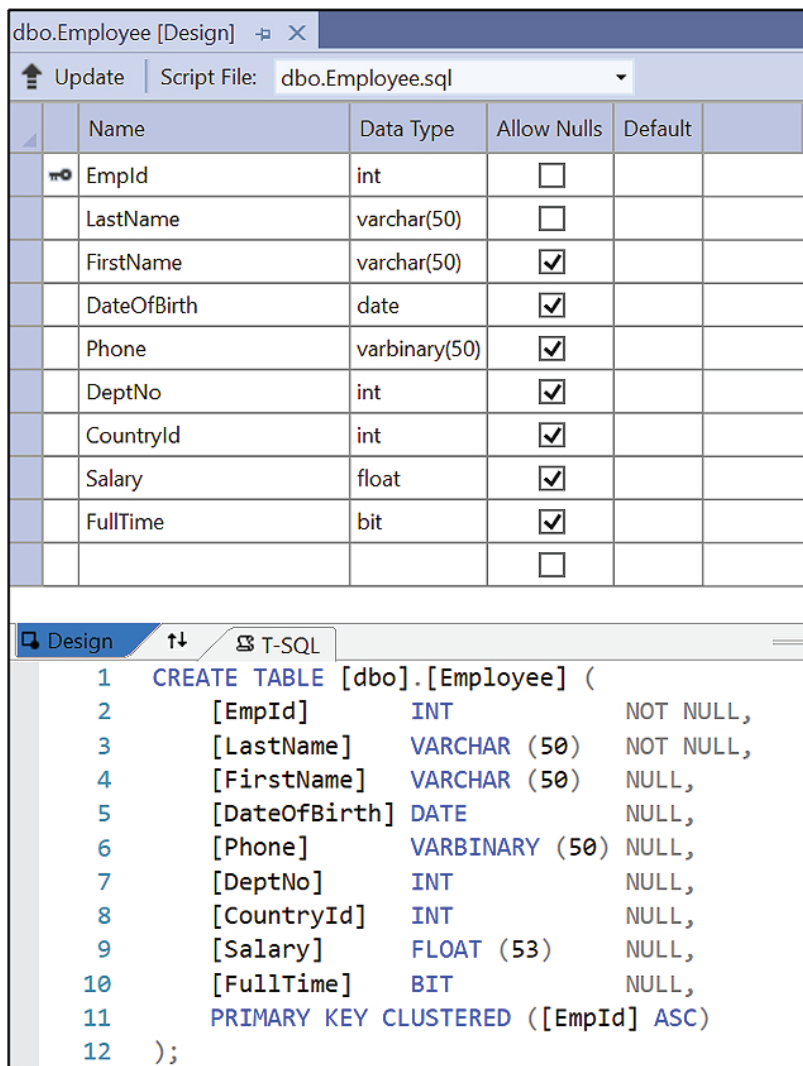 dbo.Employee [Design]
Update Script File: dbo.Employee.sql
Name Data Type Allow Nulls Default
EmpId int
LastName varchar(50)
FirstName varchar(50)
DateOfBirth date
Phone varbinary(50)
DeptNo int
CountryId int
Salary float
FullTime bit
Design T-SQL
1 CREATE TABLE [dbo].[Employee] (
2 [EmpId] INT NOT NULL,
3 [LastName] VARCHAR (50) NOT NULL,
4 [FirstName] VARCHAR (50) NULL,
5 [DateOfBirth] DATE NULL,
6 [Phone] VARBINARY (50) NULL,
7 [DeptNo] INT NULL,
8 [CountryId] INT NULL,
9 [Salary] FLOAT (53) NULL,
10 [FullTime] BIT NULL,
11 PRIMARY KEY CLUSTERED ([EmpId] ASC)
12 );